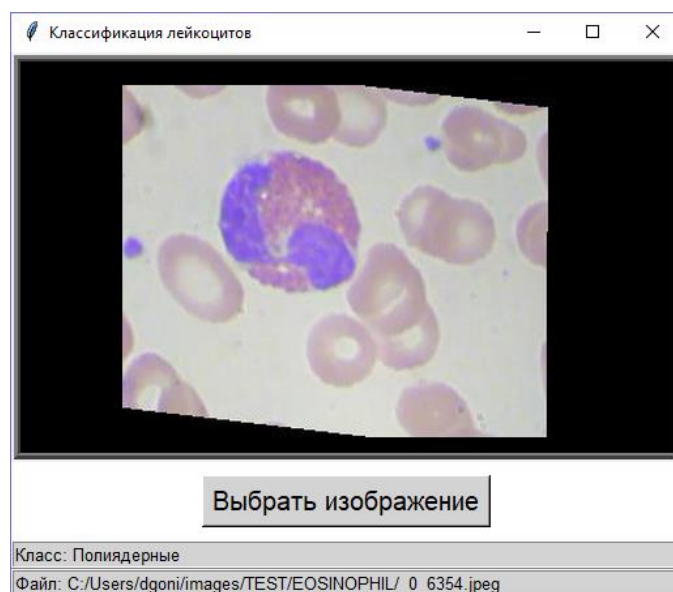 Классификация лейкоцитов
Выбрать изображение
Класс: Полиядерные
Файл: C:/Users/dgoni/images/TEST/EOSINOPHIL/_0_6354.jpeg